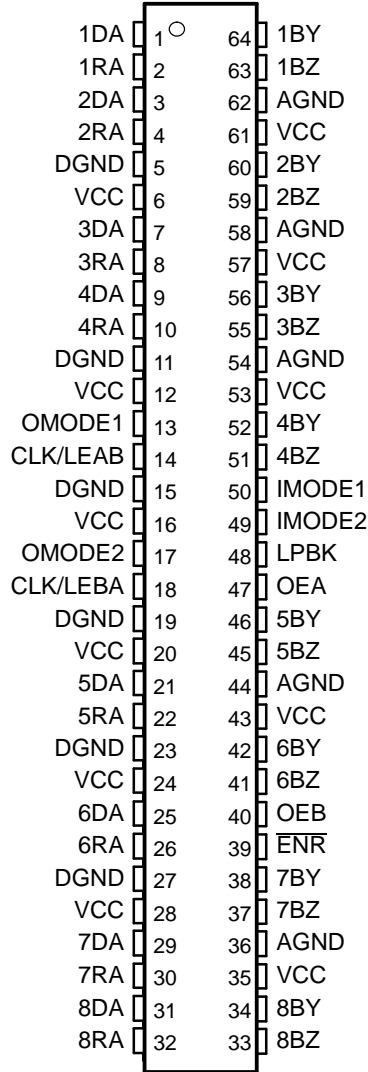 1DA 1 64 1BY
1RA 2 63 1BZ
2DA 3 62 AGND
2RA 4 61 VCC
DGND 5 60 2BY
VCC 6 59 2BZ
3DA 7 58 AGND
3RA 8 57 VCC
4DA 9 56 3BY
4RA 10 55 3BZ
DGND 11 54 AGND
VCC 12 53 VCC
OMODE1 13 52 4BY
CLK/LEAB 14 51 4BZ
DGND 15 50 IMODE1
VCC 16 49 IMODE2
OMODE2 17 48 LPBK
CLK/LEBA 18 47 OEA
DGND 19 46 5BY
VCC 20 45 5BZ
5DA 21 44 AGND
5RA 22 43 VCC
DGND 23 42 6BY
VCC 24 41 6BZ
6DA 25 40 OEB
6RA 26 39 E̅N̅R̅
DGND 27 38 7BY
VCC 28 37 7BZ
7DA 29 36 AGND
7RA 30 35 VCC
8DA 31 34 8BY
8RA 32 33 8BZ